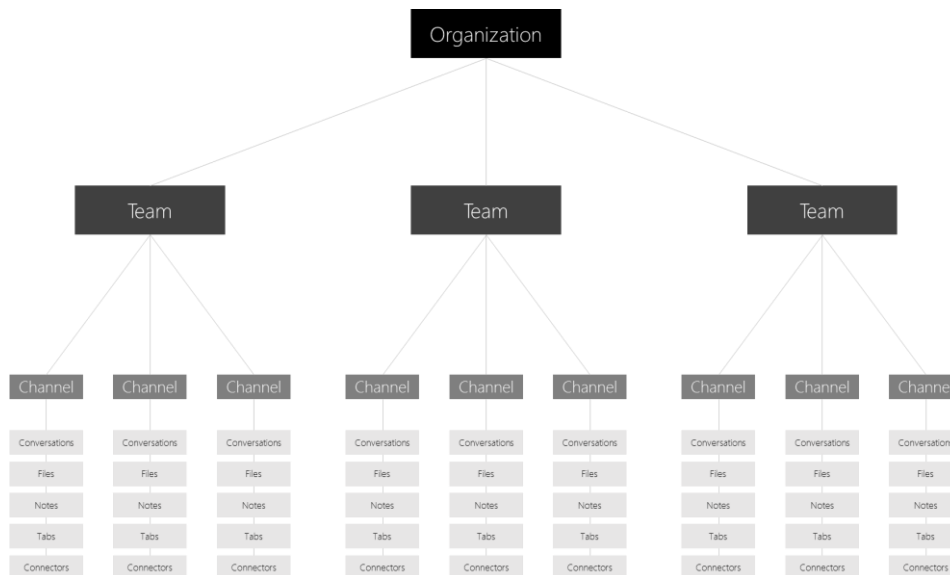 Organization
Team Team Team
Channel Channel Channel Channel Channel Channel Channel Channel Channel
Conversations Conversations Conversations Conversations Conversations Conversations Conversations Conversations Conversations
Files Files Files Files Files Files Files Files Files
Notes Notes Notes Notes Notes Notes Notes Notes Notes
Tabs Tabs Tabs Tabs Tabs Tabs Tabs Tabs Tabs
Connectors Connectors Connectors Connectors Connectors Connectors Connectors Connectors Connectors